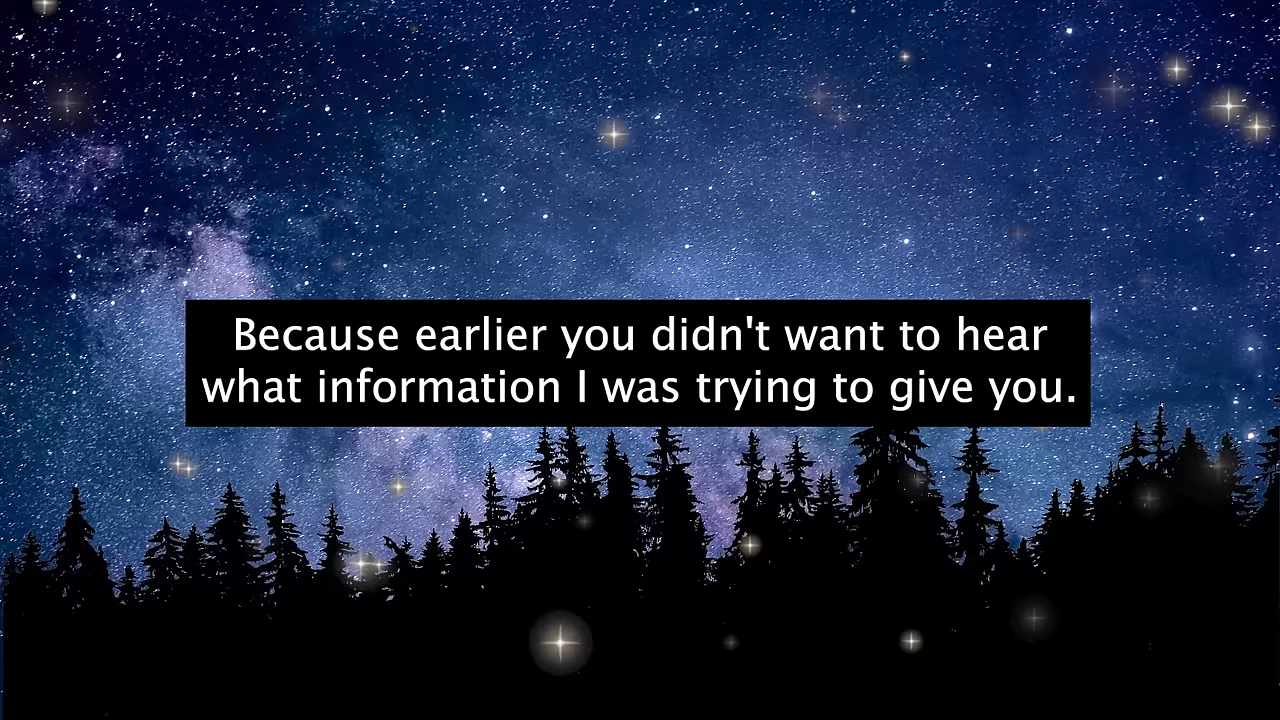 Because earlier you didn't want to hear
what information I was trying to give you.